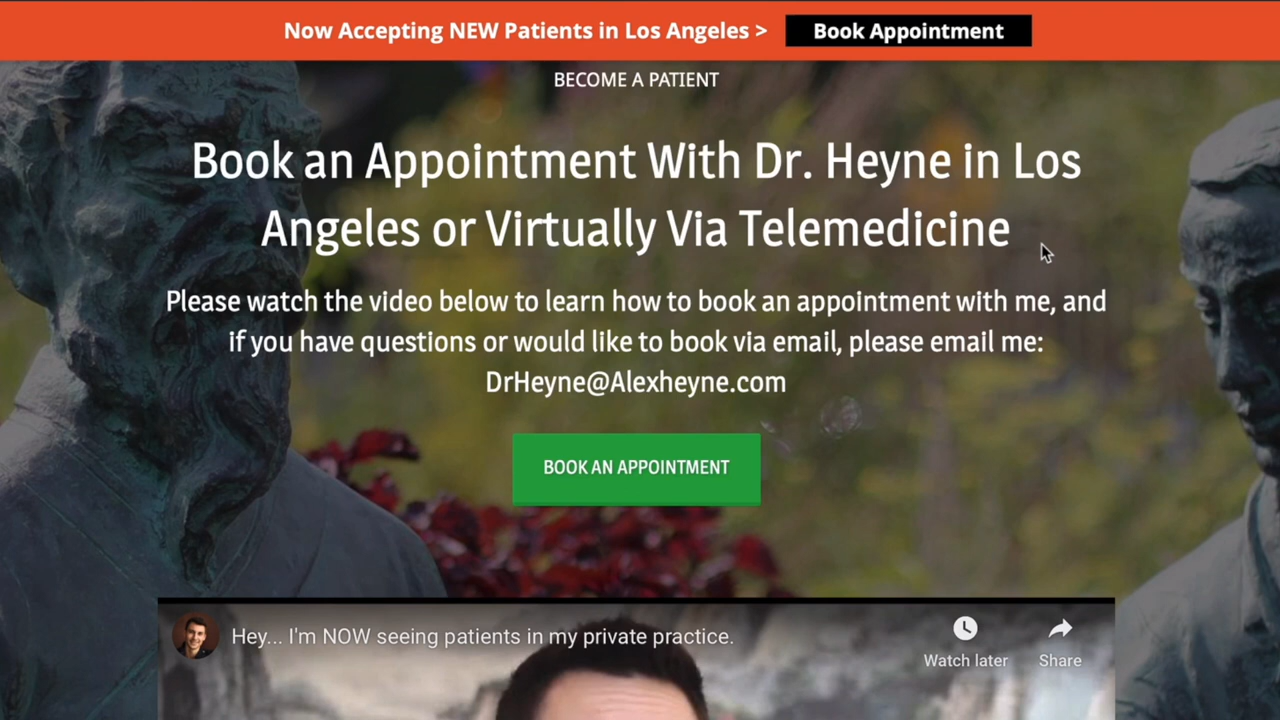 Now Accepting NEW Patients in Los Angeles > Book Appointment
BECOME A PATIENT
Book an Appointment With Dr. Heyne in Los
Angeles or Virtually Via Telemedicine
Please watch the video below to learn how to book an appointment with me, and
if you have questions or would like to book via email, please email me:
DrHeyne@Alexheyne.com
BOOK AN APPOINTMENT
Hey... I'm NOW seeing patients in my private practice.
Watch later
Share